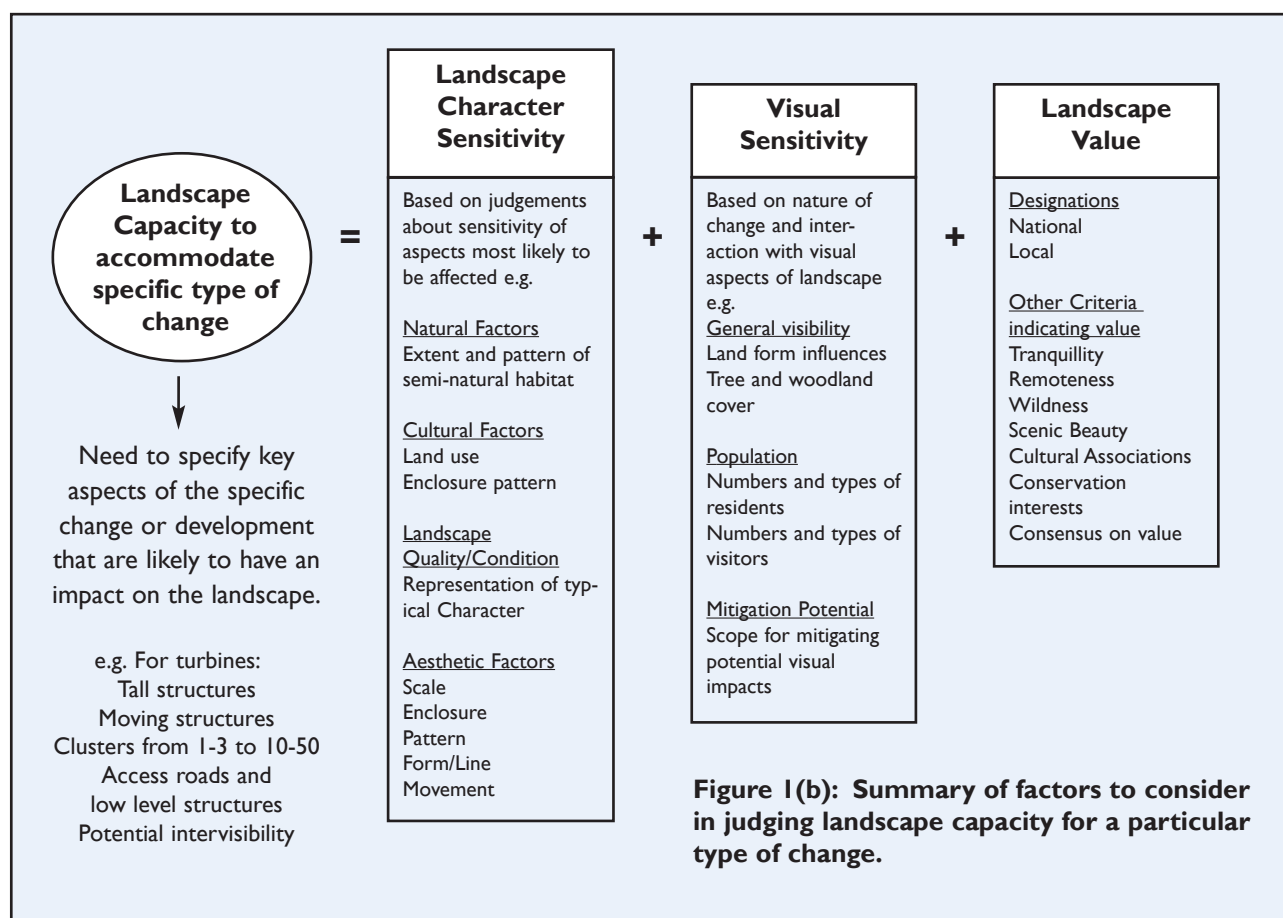 Landscape
Capacity to
accommodate
specific type of
change
Need to specify key
aspects of the specific
change or development
that are likely to have an
impact on the landscape.
e.g. For turbines:
Tall structures
Moving structures
Clusters from 1-3 to 10-50
Access roads and
low level structures
Potential intervisibility
=
Landscape
Character
Sensitivity
Based on judgements
about sensitivity of
aspects most likely to
be affected e.g.
Natural Factors
Extent and pattern of
semi-natural habitat
Cultural Factors
Land use
Enclosure pattern
Landscape
Quality/Condition
Representation of typ-
ical Character
Aesthetic Factors
Scale
Enclosure
Pattern
Form/Line
Movement
+
Visual
Sensitivity
Based on nature of
change and inter-
action with visual
aspects of landscape
e.g.
General visibility
Land form influences
Tree and woodland
cover
Population
Numbers and types of
residents
Numbers and types of
visitors
Mitigation Potential
Scope for mitigating
potential visual
impacts
+
Landscape
Value
Designations
National
Local
Other Criteria
indicating value
Tranquillity
Remoteness
Wildness
Scenic Beauty
Cultural Associations
Conservation
interests
Consensus on value
Figure 1(b): Summary of factors to consider
in judging landscape capacity for a particular
type of change.